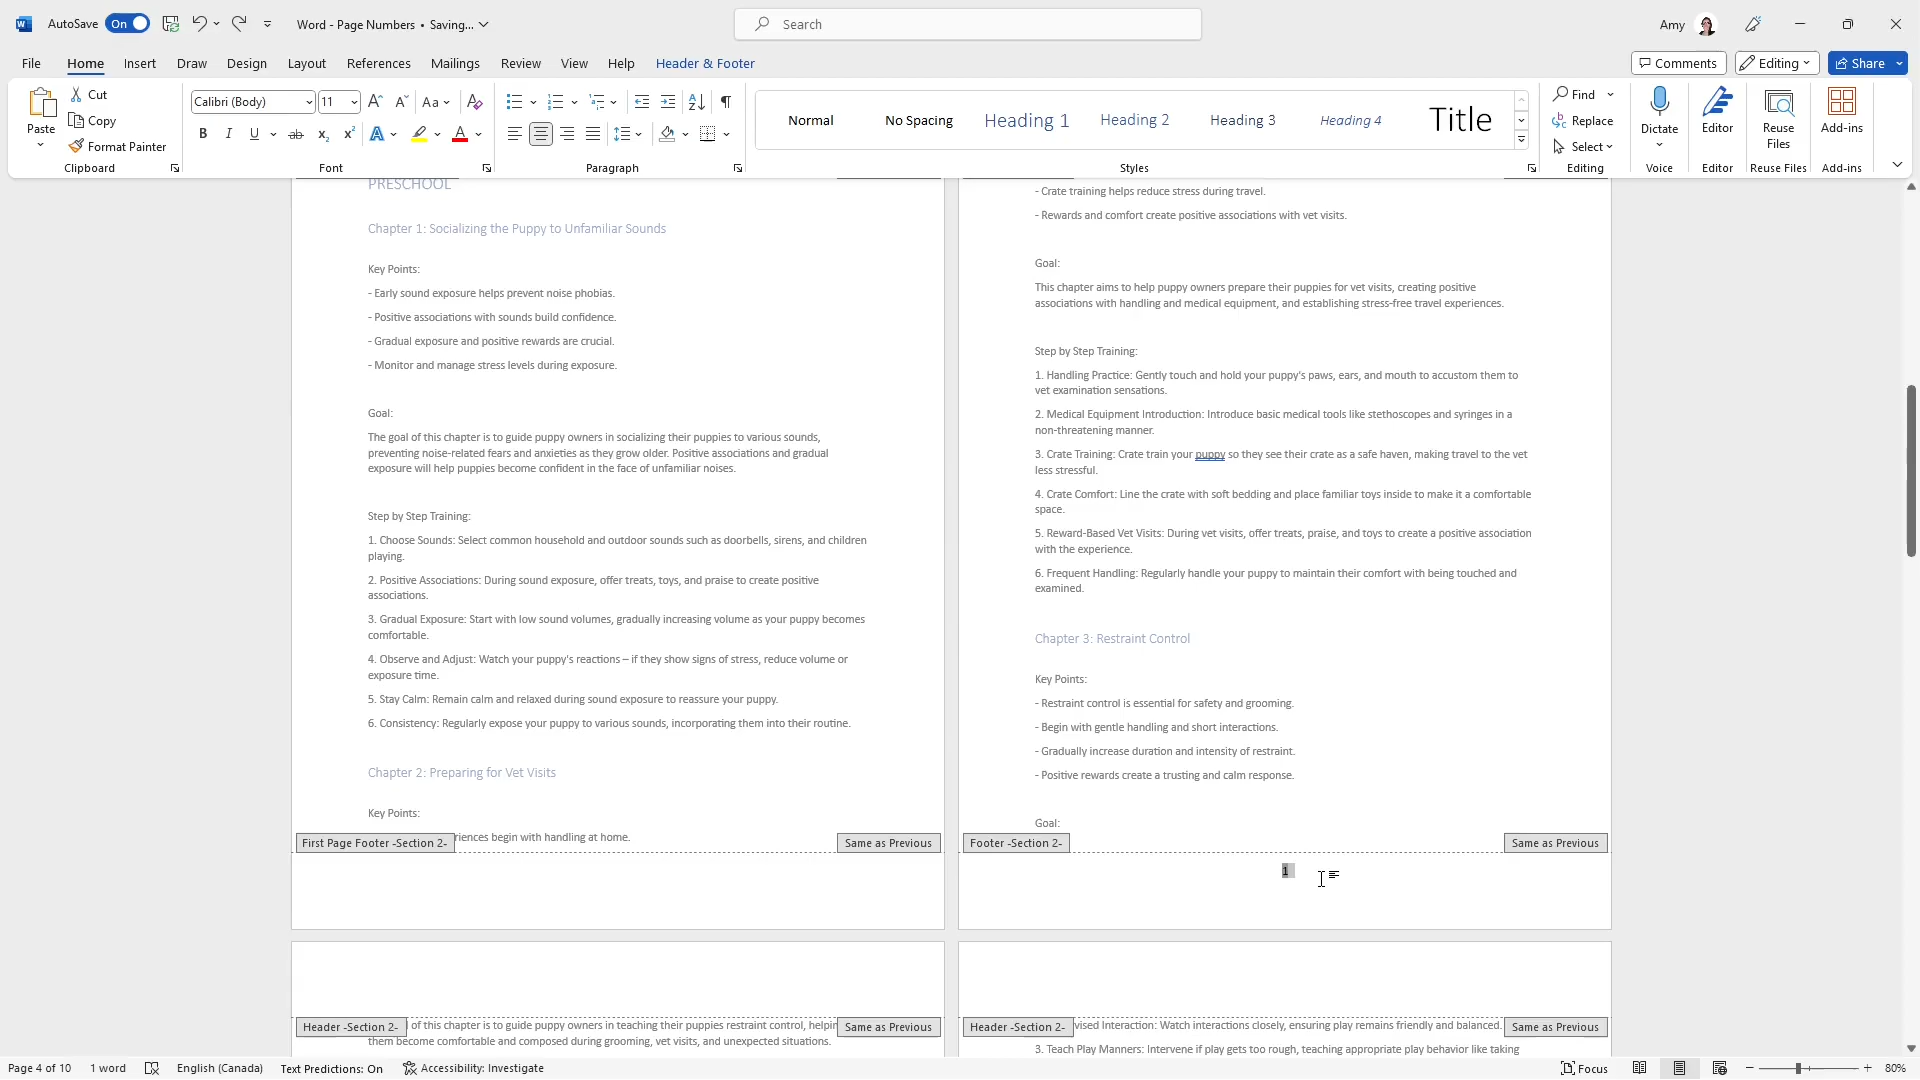 AutoSave On Word - Page Numbers • Saving... Search Amy
File Home Insert Draw Design Layout References Mailings Review View Help Header & Footer Comments Editing Share
Paste Cut Copy Format Painter
Clipboard
Calibri (Body) 11 Aa
B I U ab x₂ x² A A
Font
Paragraph
Normal No Spacing Heading 1 Heading 2 Heading 3 Heading 4 Title
Styles
Find Replace Select
Editing
Dictate
Voice
Editor
Editor
Reuse Files
Reuse Files
Add-ins
Add-ins
PRESCHOOL
Chapter 1: Socializing the Puppy to Unfamiliar Sounds
Key Points:
- Early sound exposure helps prevent noise phobias.
- Positive associations with sounds build confidence.
- Gradual exposure and positive rewards are crucial.
- Monitor and manage stress levels during exposure.
Goal:
The goal of this chapter is to guide puppy owners in socializing their puppies to various sounds,
preventing noise-related fears and anxieties as they grow older. Positive associations and gradual
exposure will help puppies become confident in the face of unfamiliar noises.
Step by Step Training:
1. Choose Sounds: Select common household and outdoor sounds such as doorbells, sirens, and children
playing.
2. Positive Associations: During sound exposure, offer treats, toys, and praise to create positive
associations.
3. Gradual Exposure: Start with low sound volumes, gradually increasing volume as your puppy becomes
comfortable.
4. Observe and Adjust: Watch your puppy's reactions – if they show signs of stress, reduce volume or
exposure time.
5. Stay Calm: Remain calm and relaxed during sound exposure to reassure your puppy.
6. Consistency: Regularly expose your puppy to various sounds, incorporating them into their routine.
Chapter 2: Preparing for Vet Visits
Key Points:
riences begin with handling at home.
First Page Footer -Section 2- Same as Previous
- Crate training helps reduce stress during travel.
- Rewards and comfort create positive associations with vet visits.
Goal:
This chapter aims to help puppy owners prepare their puppies for vet visits, creating positive
associations with handling and medical equipment, and establishing stress-free travel experiences.
Step by Step Training:
1. Handling Practice: Gently touch and hold your puppy's paws, ears, and mouth to accustom them to
vet examination sensations.
2. Medical Equipment Introduction: Introduce basic medical tools like stethoscopes and syringes in a
non-threatening manner.
3. Crate Training: Crate train your puppy so they see their crate as a safe haven, making travel to the vet
less stressful.
4. Crate Comfort: Line the crate with soft bedding and place familiar toys inside to make it a comfortable
space.
5. Reward-Based Vet Visits: During vet visits, offer treats, praise, and toys to create a positive association
with the experience.
6. Frequent Handling: Regularly handle your puppy to maintain their comfort with being touched and
examined.
Chapter 3: Restraint Control
Key Points:
- Restraint control is essential for safety and grooming.
- Begin with gentle handling and short interactions.
- Gradually increase duration and intensity of restraint.
- Positive rewards create a trusting and calm response.
Goal:
Footer -Section 2- Same as Previous
1
Header -Section 2- of this chapter is to guide puppy owners in teaching their puppies restraint control, helpin Same as Previous
them become comfortable and composed during grooming, vet visits, and unexpected situations.
Header -Section 2- vised Interaction: Watch interactions closely, ensuring play remains friendly and balanced. Same as Previous
3. Teach Play Manners: Intervene if play gets too rough, teaching appropriate play behavior like taking
Page 4 of 10 1 word English (Canada) Text Predictions: On Accessibility: Investigate Focus 80%